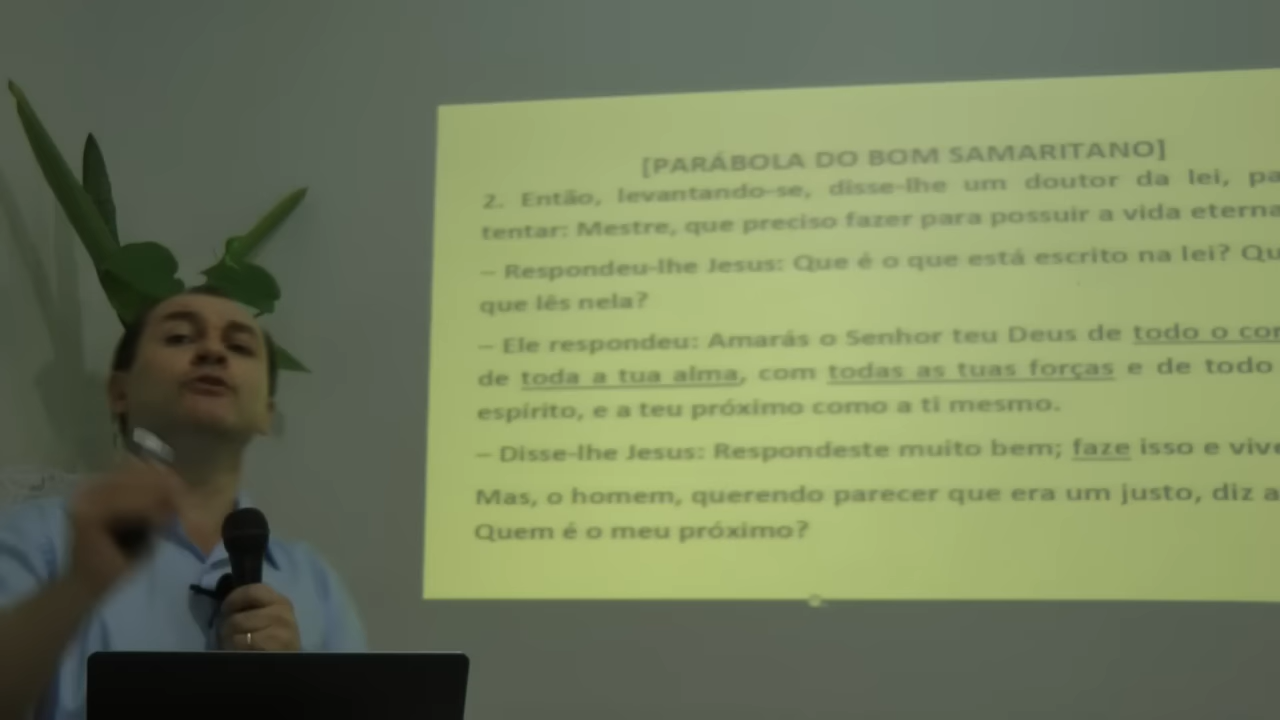 [PARÁBOLA DO BOM SAMARITANO]
2. Então, levantando-se, disse-lhe um doutor da lei,
tentar: Mestre, que preciso fazer para possuir a vida eterna
– Respondeu-lhe Jesus: Que é o que está escrito na lei?
que lês nela?
– Ele respondeu: Amarás o Senhor teu Deus de todo o
de toda a tua alma, com todas as tuas forças e de todo
espírito, e a teu próximo como a ti mesmo.
– Disse-lhe Jesus: Respondeste muito bem; faze isso e
Mas, o homem, querendo parecer que era um justo, diz a
Quem é o meu próximo?